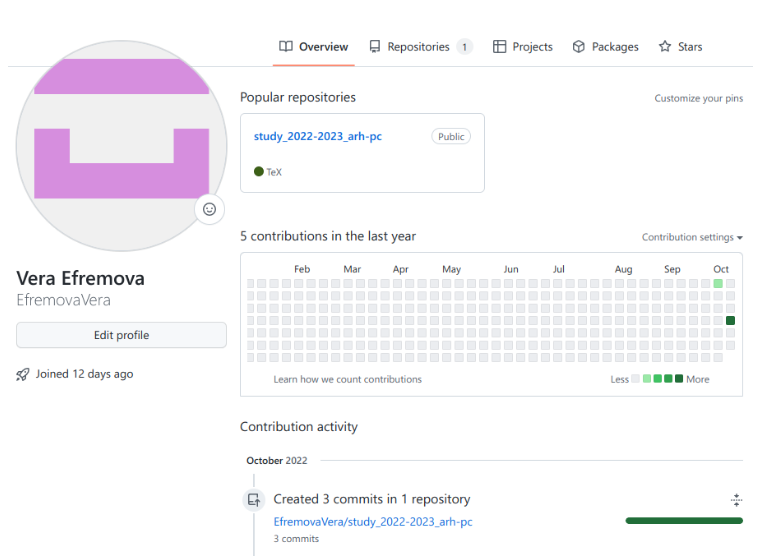 Overview Repositories 1 Projects Packages Stars
Popular repositories
Customize your pins
study_2022-2023_arh-pc Public
TeX
5 contributions in the last year
Contribution settings
Feb Mar Apr May Jun Jul Aug Sep Oct
Learn how we count contributions
Less More
Vera Efremova
EfremovaVera
Edit profile
Joined 12 days ago
Contribution activity
October 2022
Created 3 commits in 1 repository
EfremovaVera/study_2022-2023_arh-pc
3 commits